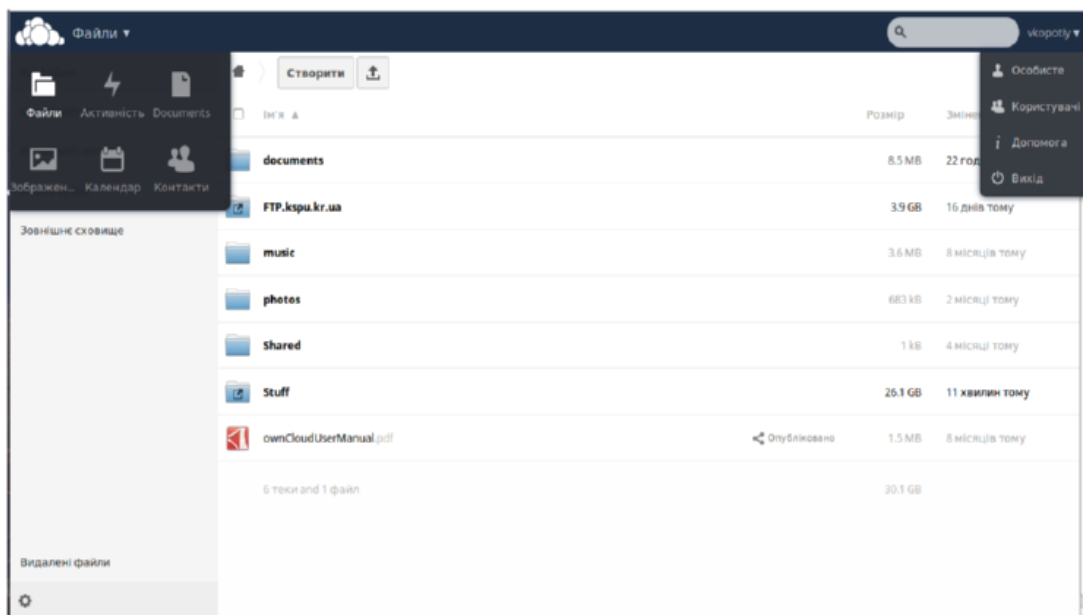 Файли ▾ vkopotiy ▾
Створити
Файли Активність Documents
Зображен... Календар Контакти
Особисте
Користувачі
Допомога
Вихід
Ім'я ▲ Розмір
documents 8.5 MB 22
FTP.kspu.kr.ua 3.9 GB 16 днів тому
Зовнішнє сховище
music 3.6 MB 8 місяців тому
photos 683 kB 2 місяці тому
Shared 1 kB 4 місяці тому
Stuff 26.1 GB 11 хвилин тому
ownCloudUserManual.pdf Опубліковано 1.5 MB 8 місяців тому
6 теки and 1 файл 30.1 GB
Видалені файли